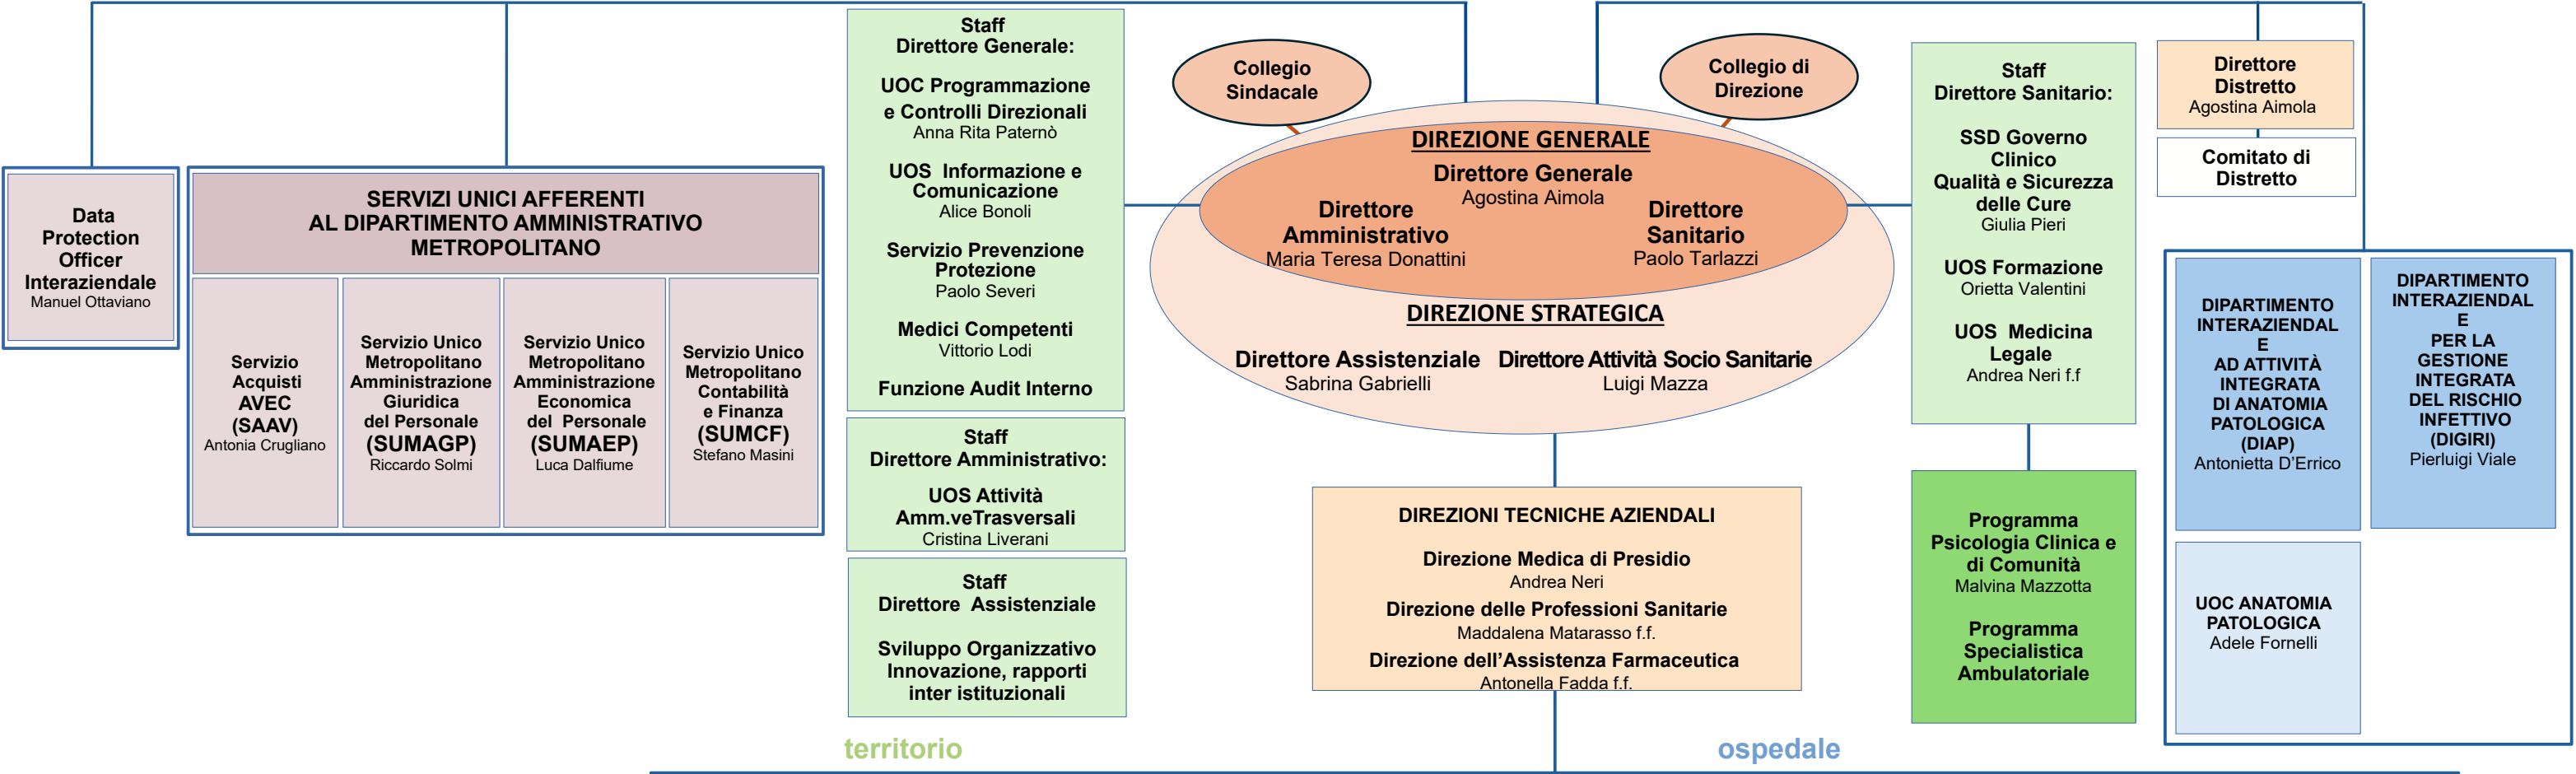 Data
Protection
Officer
Interaziendale
Manuel Ottaviano
SERVIZI UNICI AFFERENTI
AL DIPARTIMENTO AMMINISTRATIVO
METROPOLITANO
Servizio
Acquisti
AVEC
(SAAV)
Antonia Crugliano
Servizio Unico
Metropolitano
Amministrazione
Giuridica
del Personale
(SUMAGP)
Riccardo Solmi
Servizio Unico
Metropolitano
Amministrazione
Economica
del Personale
(SUMAEP)
Luca Dalfiume
Servizio Unico
Metropolitano
Contabilità
e Finanza
(SUMCF)
Stefano Masini
Staff
Direttore Generale:
UOC Programmazione
e Controlli Direzionali
Anna Rita Paternò
UOS Informazione e
Comunicazione
Alice Bonoli
Servizio Prevenzione
Protezione
Paolo Severi
Medici Competenti
Vittorio Lodi
Funzione Audit Interno
Staff
Direttore Amministrativo:
UOS Attività
Amm.veTrasversali
Cristina Liverani
Staff
Direttore Assistenziale
Sviluppo Organizzativo
Innovazione, rapporti
inter istituzionali
Collegio
Sindacale
Collegio di
Direzione
DIREZIONE GENERALE
Direttore Generale
Agostina Aimola
Direttore
Amministrativo
Maria Teresa Donattini
Direttore
Sanitario
Paolo Tarlazzi
DIREZIONE STRATEGICA
Direttore Assistenziale
Sabrina Gabrielli
Direttore Attività Socio Sanitarie
Luigi Mazza
DIREZIONI TECNICHE AZIENDALI
Direzione Medica di Presidio
Andrea Neri
Direzione delle Professioni Sanitarie
Maddalena Matarasso f.f.
Direzione dell'Assistenza Farmaceutica
Antonella Fadda f.f.
Staff
Direttore Sanitario:
SSD Governo
Clinico
Qualità e Sicurezza
delle Cure
Giulia Pieri
UOS Formazione
Orietta Valentini
UOS Medicina
Legale
Andrea Neri f.f
Programma
Psicologia Clinica e
di Comunità
Malvina Mazzotta
Programma
Specialistica
Ambulatoriale
Direttore
Distretto
Agostina Aimola
Comitato di
Distretto
DIPARTIMENTO
INTERAZIENDAL
E
AD ATTIVITÀ
INTEGRATA
DI ANATOMIA
PATOLOGICA
(DIAP)
Antonietta D'Errico
DIPARTIMENTO
INTERAZIENDAL
E
PER LA
GESTIONE
INTEGRATA
DEL RISCHIO
INFETTIVO
(DIGIRI)
Pierluigi Viale
UOC ANATOMIA
PATOLOGICA
Adele Fornelli
territorio
ospedale